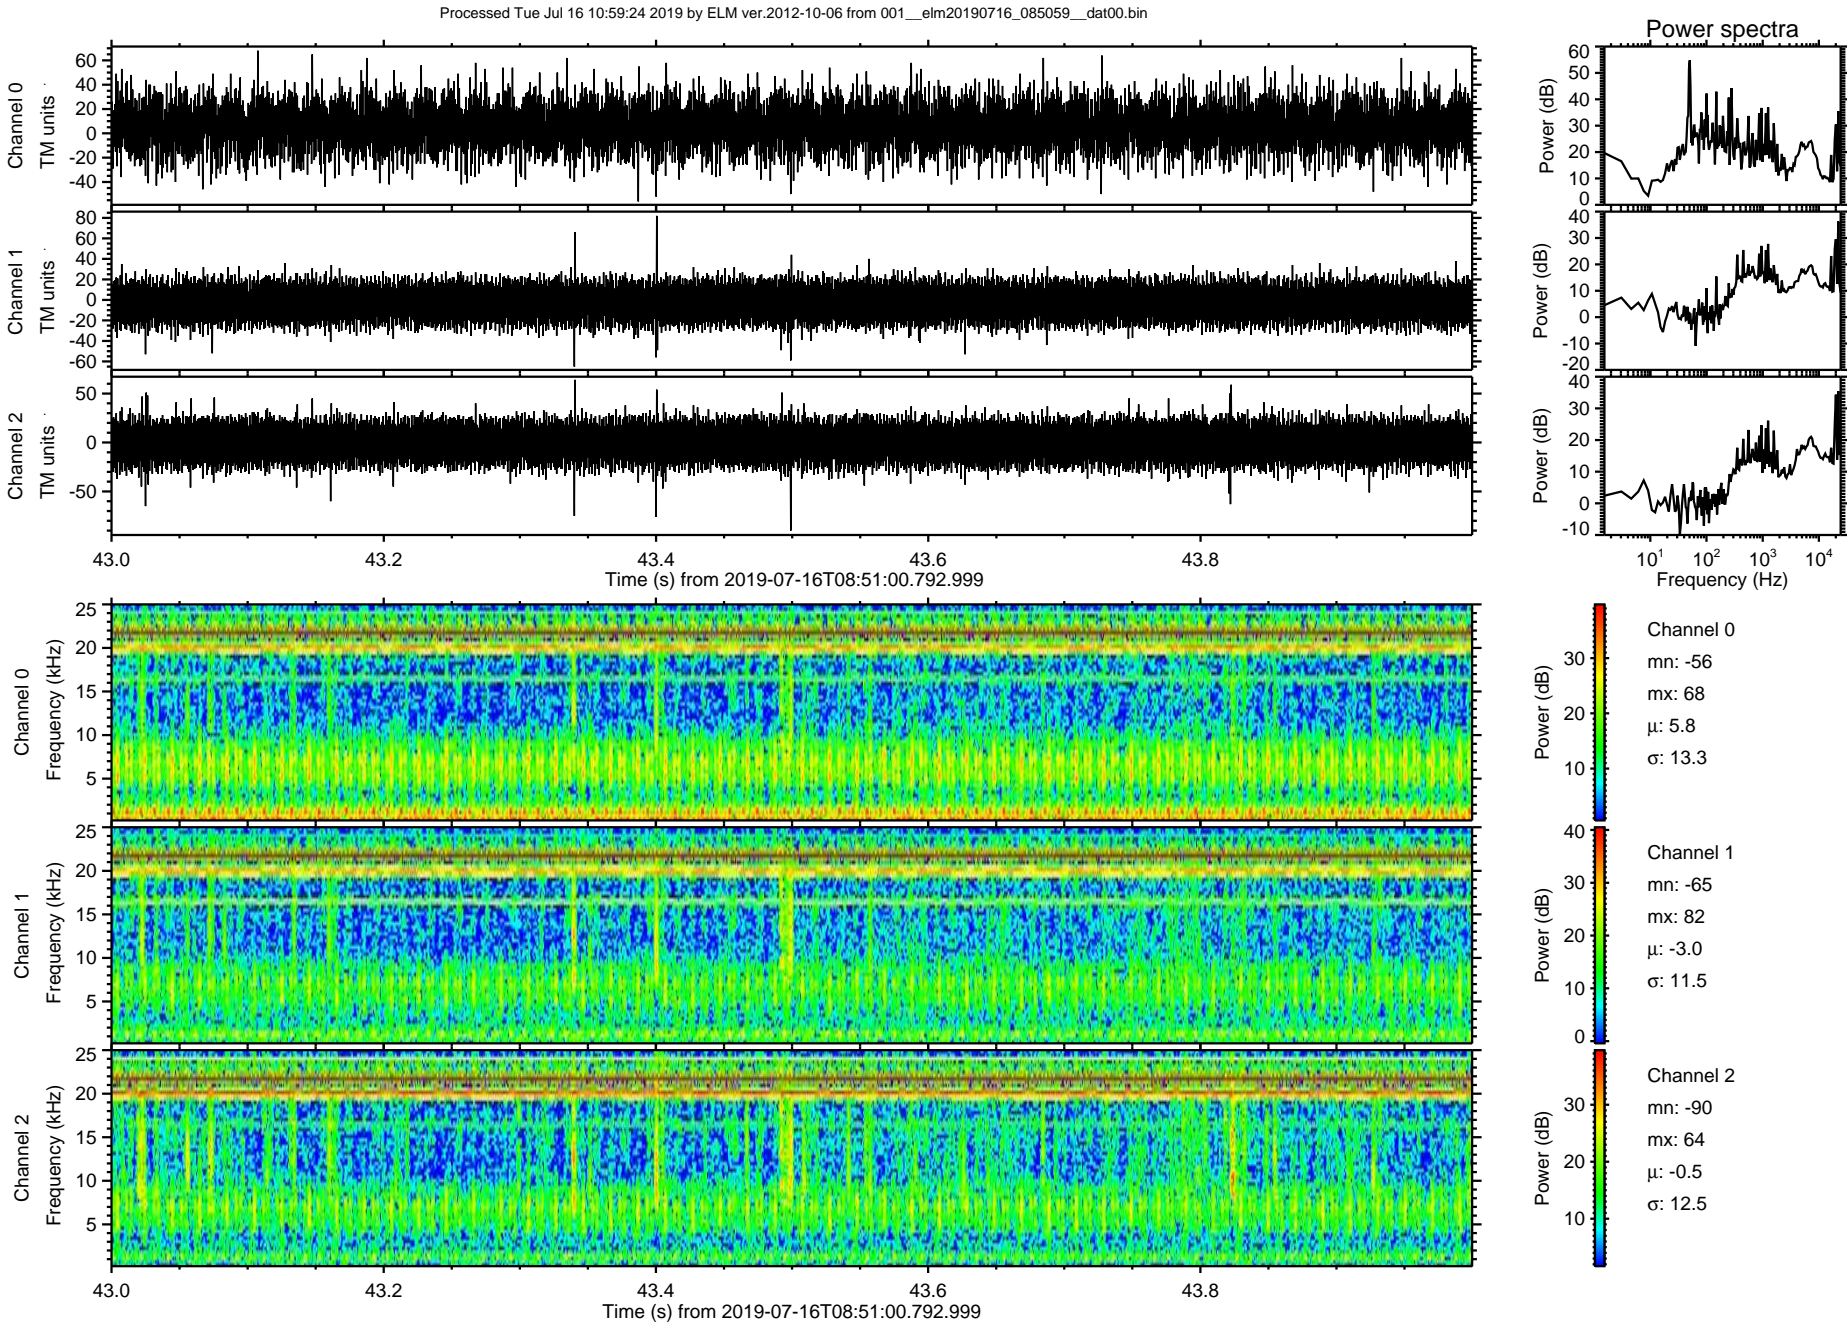 Processed Tue Jul 16 10:59:24 2019 by ELM ver.2012-10-06 from 001__elm20190716_085059__dat00.bin
Power spectra
Channel 0
TM units
60
40
20
0
-20
-40
Power (dB)
60
50
40
30
20
10
0
Channel 1
TM units
80
60
40
20
0
-20
-40
-60
Power (dB)
40
30
20
10
0
-10
-20
Channel 2
TM units
50
0
-50
Power (dB)
40
30
20
10
0
-10
43.0 43.2 43.4 43.6 43.8
Time (s) from 2019-07-16T08:51:00.792.999
10^1 10^2 10^3 10^4
Frequency (Hz)
Channel 0
Frequency (kHz)
25
20
15
10
5
Power (dB)
30
20
10
Channel 0
mn: -56
mx: 68
μ: 5.8
σ: 13.3
Channel 1
Frequency (kHz)
25
20
15
10
5
Power (dB)
40
30
20
10
0
Channel 1
mn: -65
mx: 82
μ: -3.0
σ: 11.5
Channel 2
Frequency (kHz)
25
20
15
10
5
Power (dB)
30
20
10
Channel 2
mn: -90
mx: 64
μ: -0.5
σ: 12.5
43.0 43.2 43.4 43.6 43.8
Time (s) from 2019-07-16T08:51:00.792.999